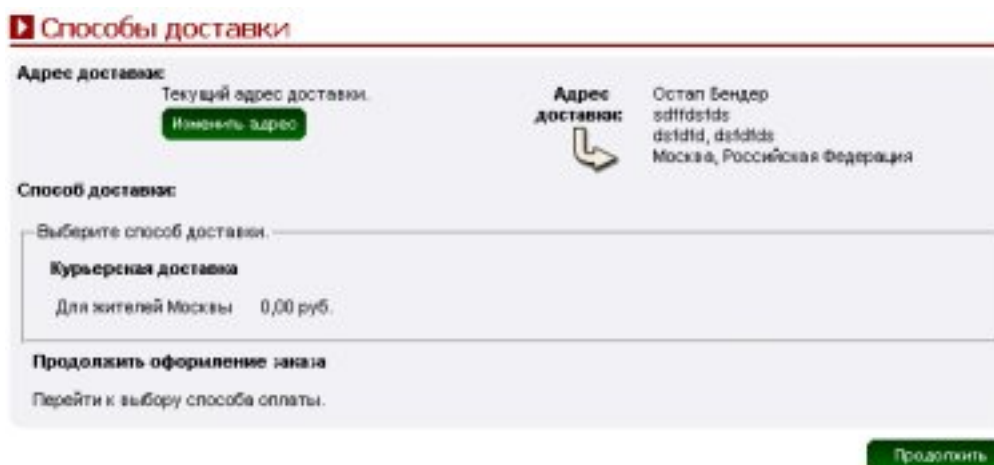 Способы доставки
Адрес доставки:
Текущий адрес доставки.
Изменить адрес
Адрес доставки:
Остап Бендер
sdffdsfds
dsfdfd, dsfdfds
Москва, Российская Федерация
Способ доставки:
Выберите способ доставки.
Курьерская доставка
Для жителей Москвы 0,00 руб.
Продолжить оформление заказа
Перейти к выбору способа оплаты.
Продолжить